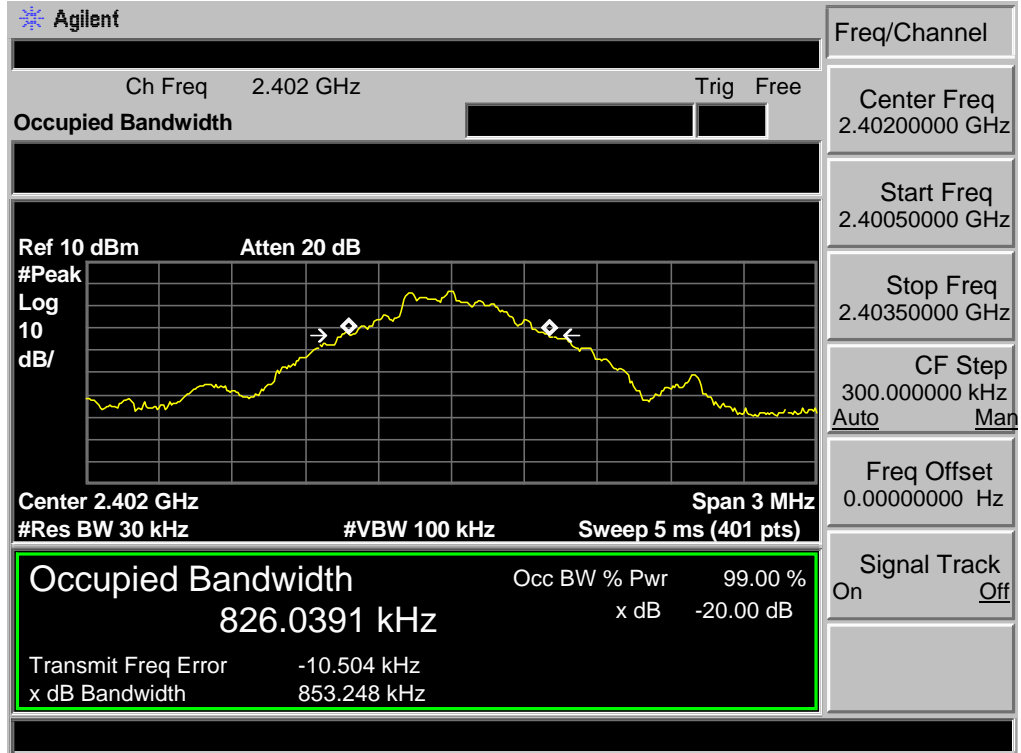 Agilent
Freq/Channel
Ch Freq 2.402 GHz Trig Free
Occupied Bandwidth
Center Freq
2.40200000 GHz
Start Freq
2.40050000 GHz
Stop Freq
2.40350000 GHz
CF Step
300.000000 kHz
Auto Man
Freq Offset
0.00000000 Hz
Signal Track
On Off
Ref 10 dBm Atten 20 dB
#Peak
Log
10
dB/
Center 2.402 GHz Span 3 MHz
#Res BW 30 kHz #VBW 100 kHz Sweep 5 ms (401 pts)
Occupied Bandwidth Occ BW % Pwr 99.00 %
826.0391 kHz x dB -20.00 dB
Transmit Freq Error -10.504 kHz
x dB Bandwidth 853.248 kHz